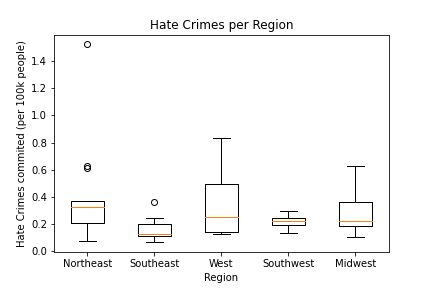 Hate Crimes per Region
Hate Crimes commited (per 100k people)
1.4
1.2
1.0
0.8
0.6
0.4
0.2
0.0
Northeast Southeast West Southwest Midwest
Region